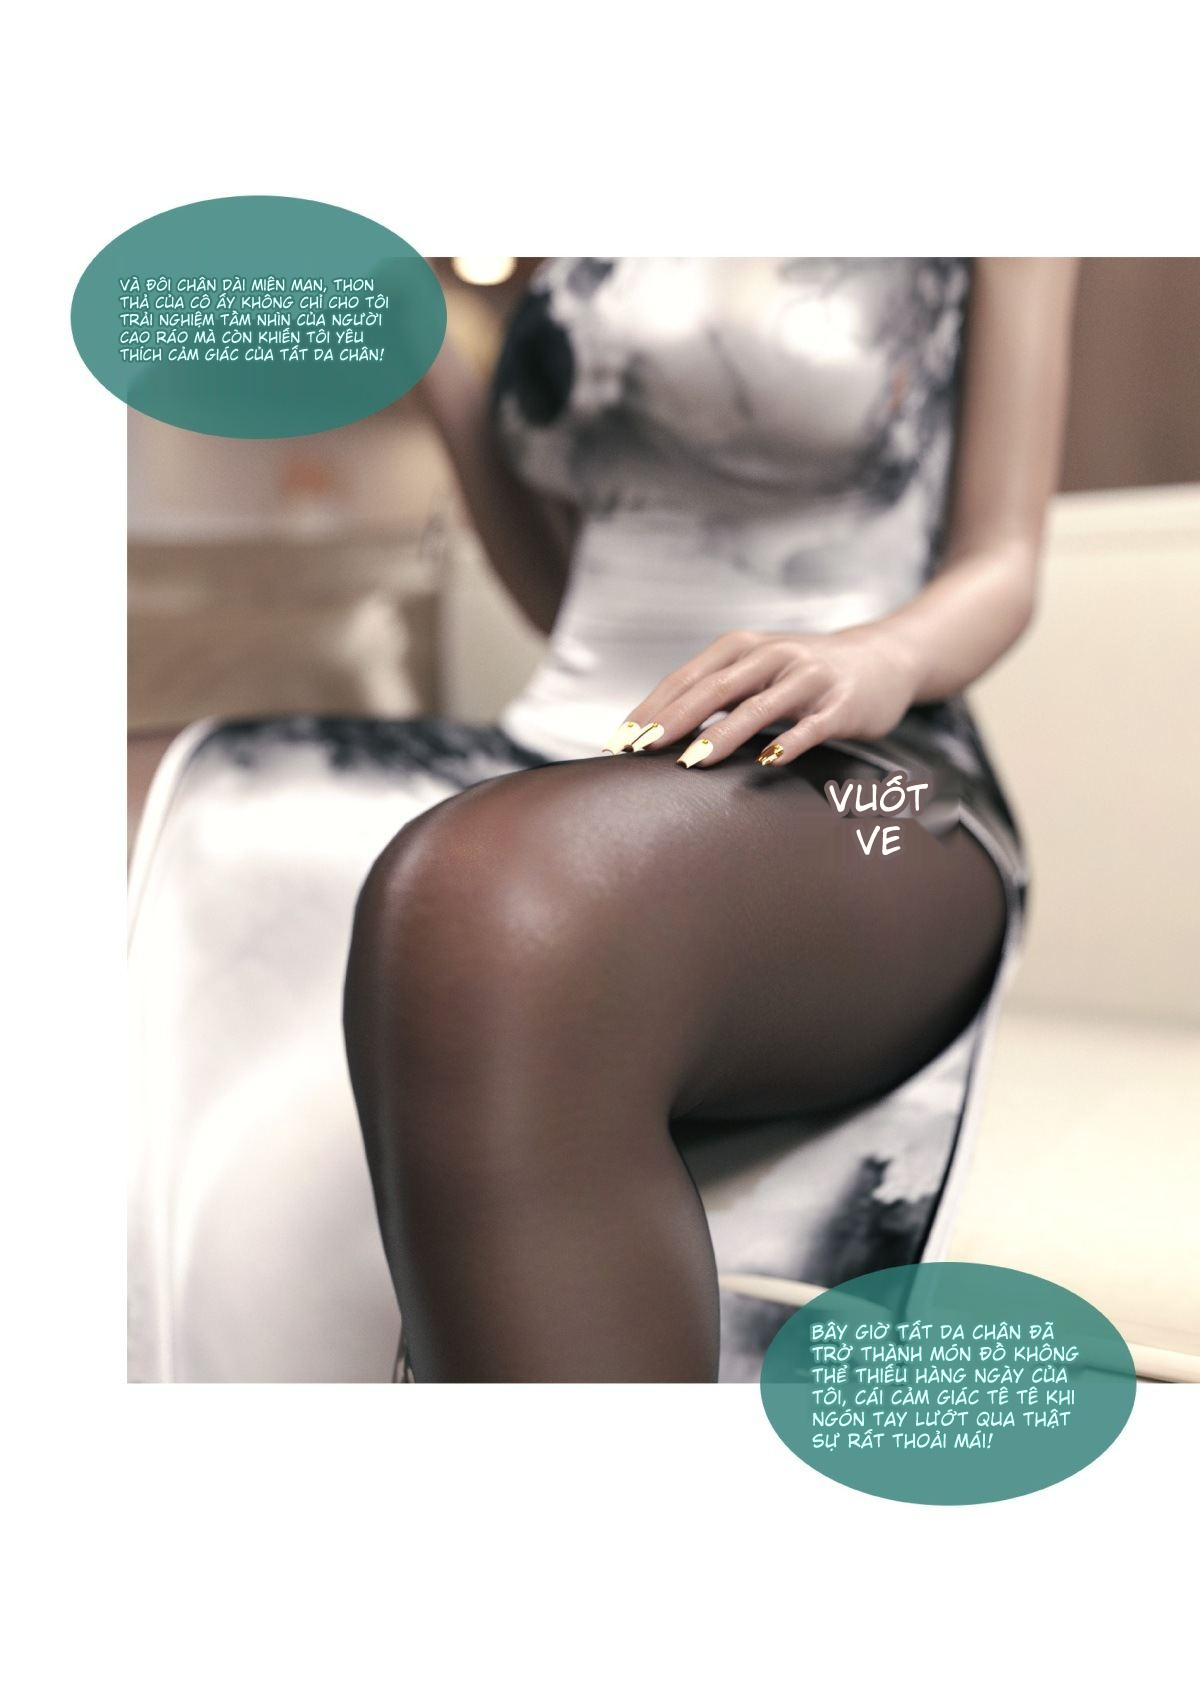 VÀ ĐÔI CHÂN DÀI MIÊN MAN, THON
THẢ CỦA CÔ ẤY KHÔNG CHỈ CHO TÔI
TRẢI NGHIỆM TẦM NHÌN CỦA NGƯỜI
CAO RÁO MÀ CÒN KHIẾN TÔI YÊU
THÍCH CẢM GIÁC CỦA TẤT DA CHÂN!
VUỐT
VE
BÂY GIỜ TẤT DA CHÂN ĐÃ
TRỞ THÀNH MÓN ĐỒ KHÔNG
THỂ THIẾU HÀNG NGÀY CỦA
TÔI, CÁI CẢM GIÁC TÊ TÊ KHI
NGÓN TAY LƯỚT QUA THẬT
SỰ RẤT THOẢI MÁI!